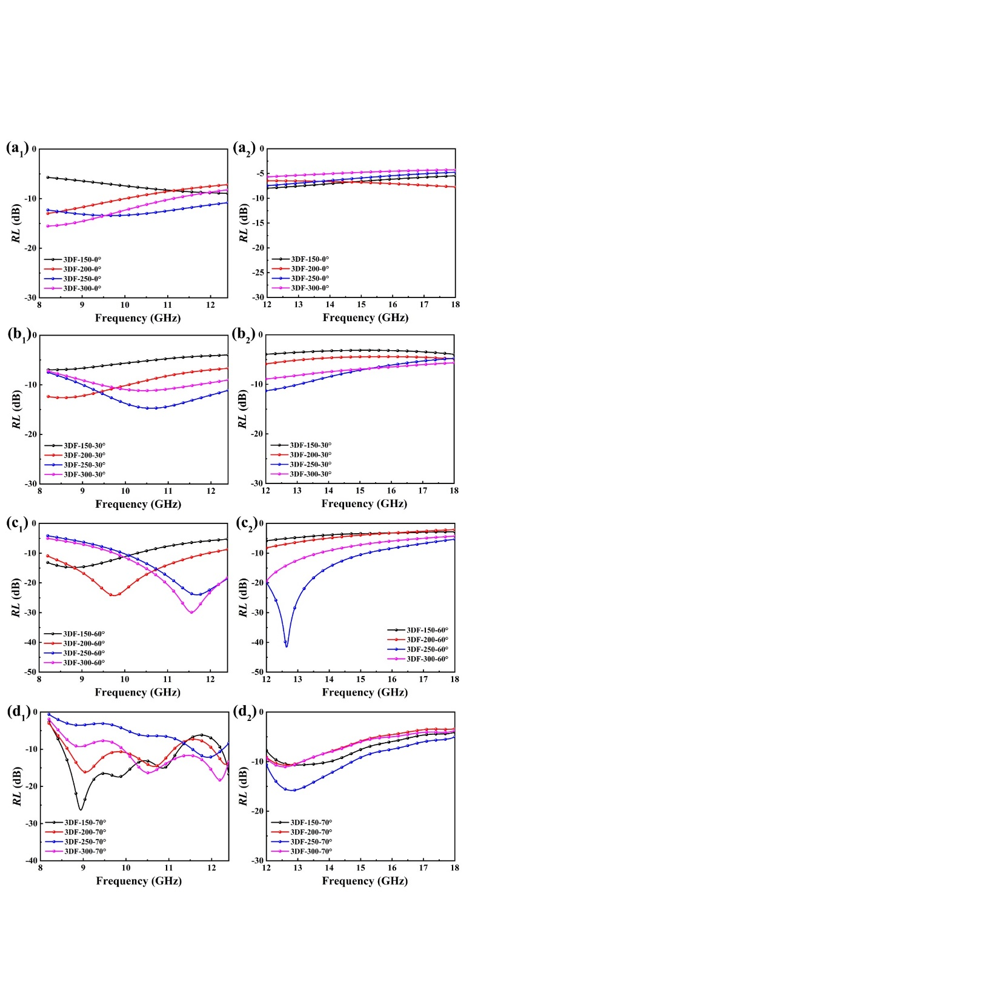 (a1)
0
-10
-20
-30
RL (dB)
3DF-150-0°
3DF-200-0°
3DF-250-0°
3DF-300-0°
8 9 10 11 12
Frequency (GHz)
(a2)
0
-5
-10
-15
-20
-25
-30
RL (dB)
3DF-150-0°
3DF-200-0°
3DF-250-0°
3DF-300-0°
12 13 14 15 16 17 18
Frequency (GHz)
(b1)
0
-10
-20
-30
RL (dB)
3DF-150-30°
3DF-200-30°
3DF-250-30°
3DF-300-30°
8 9 10 11 12
Frequency (GHz)
(b2)
0
-10
-20
-30
RL (dB)
3DF-150-30°
3DF-200-30°
3DF-250-30°
3DF-300-30°
12 13 14 15 16 17 18
Frequency (GHz)
(c1)
0
-10
-20
-30
-40
-50
RL (dB)
3DF-150-60°
3DF-200-60°
3DF-250-60°
3DF-300-60°
8 9 10 11 12
Frequency (GHz)
(c2)
0
-10
-20
-30
-40
-50
RL (dB)
3DF-150-60°
3DF-200-60°
3DF-250-60°
3DF-300-60°
12 13 14 15 16 17 18
Frequency (GHz)
(d1)
0
-10
-20
-30
-40
RL (dB)
3DF-150-70°
3DF-200-70°
3DF-250-70°
3DF-300-70°
8 9 10 11 12
Frequency (GHz)
(d2)
0
-10
-20
-30
RL (dB)
3DF-150-70°
3DF-200-70°
3DF-250-70°
3DF-300-70°
12 13 14 15 16 17 18
Frequency (GHz)